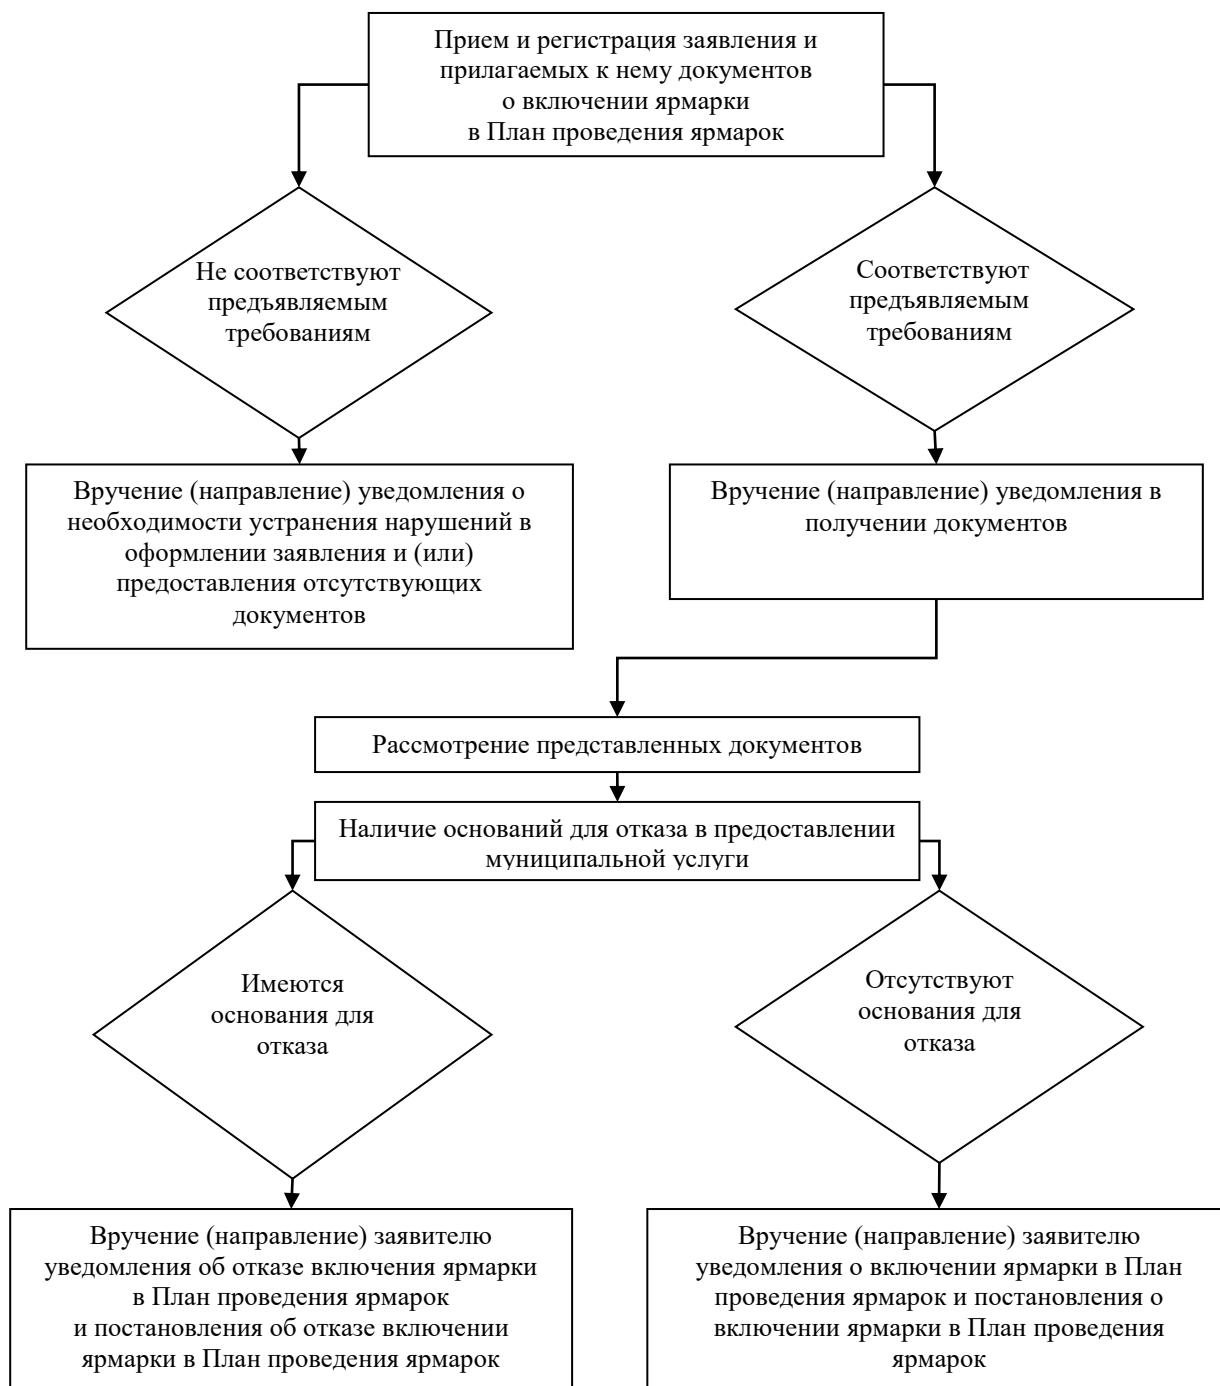 Прием и регистрация заявления и
прилагаемых к нему документов
о включении ярмарки
в План проведения ярмарок
Не соответствуют
предъявляемым
требованиям
Соответствуют
предъявляемым
требованиям
Вручение (направление) уведомления о
необходимости устранения нарушений в
оформлении заявления и (или)
предоставления отсутствующих
документов
Вручение (направление) уведомления в
получении документов
Рассмотрение представленных документов
Наличие оснований для отказа в предоставлении
муниципальной услуги
Имеются
основания для
отказа
Отсутствуют
основания для
отказа
Вручение (направление) заявителю
уведомления об отказе включения ярмарки
в План проведения ярмарок
и постановления об отказе включении
ярмарки в План проведения ярмарок
Вручение (направление) заявителю
уведомления о включении ярмарки в План
проведения ярмарок и постановления о
включении ярмарки в План проведения
ярмарок